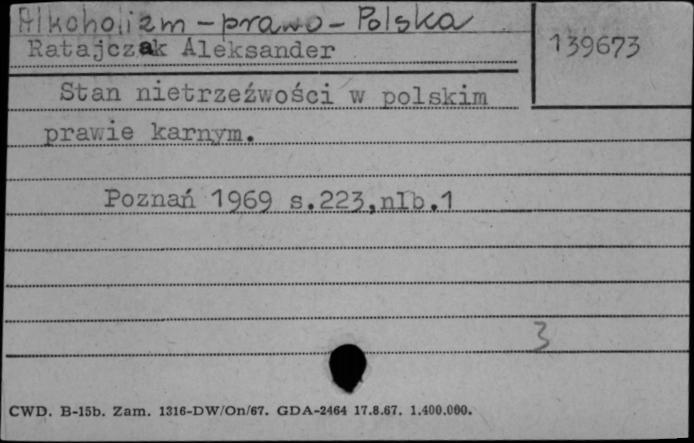 Alkoholizm - prawo - Polska
Ratajczak Aleksander
139673
Stan nietrzeźwości w polskim
prawie karnym.
Poznań 1969 s.223,nlb.1
3
CWD. B-15b. Zam. 1316-DW/On/67. GDA-2464 17.8.67. 1.400.000.